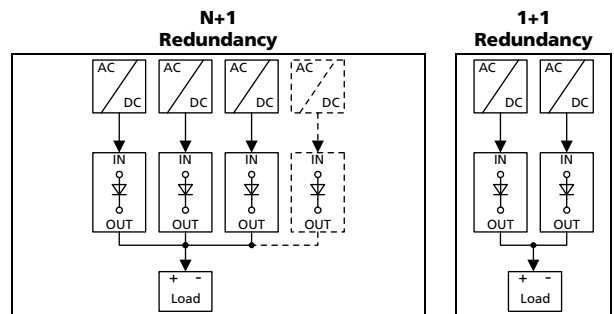 N+1
Redundancy
1+1
Redundancy
AC
DC
AC
DC
AC
DC
AC
DC
AC
DC
AC
DC
IN
OUT
IN
OUT
IN
OUT
IN
OUT
IN
OUT
IN
OUT
+ -
Load
+ -
Load